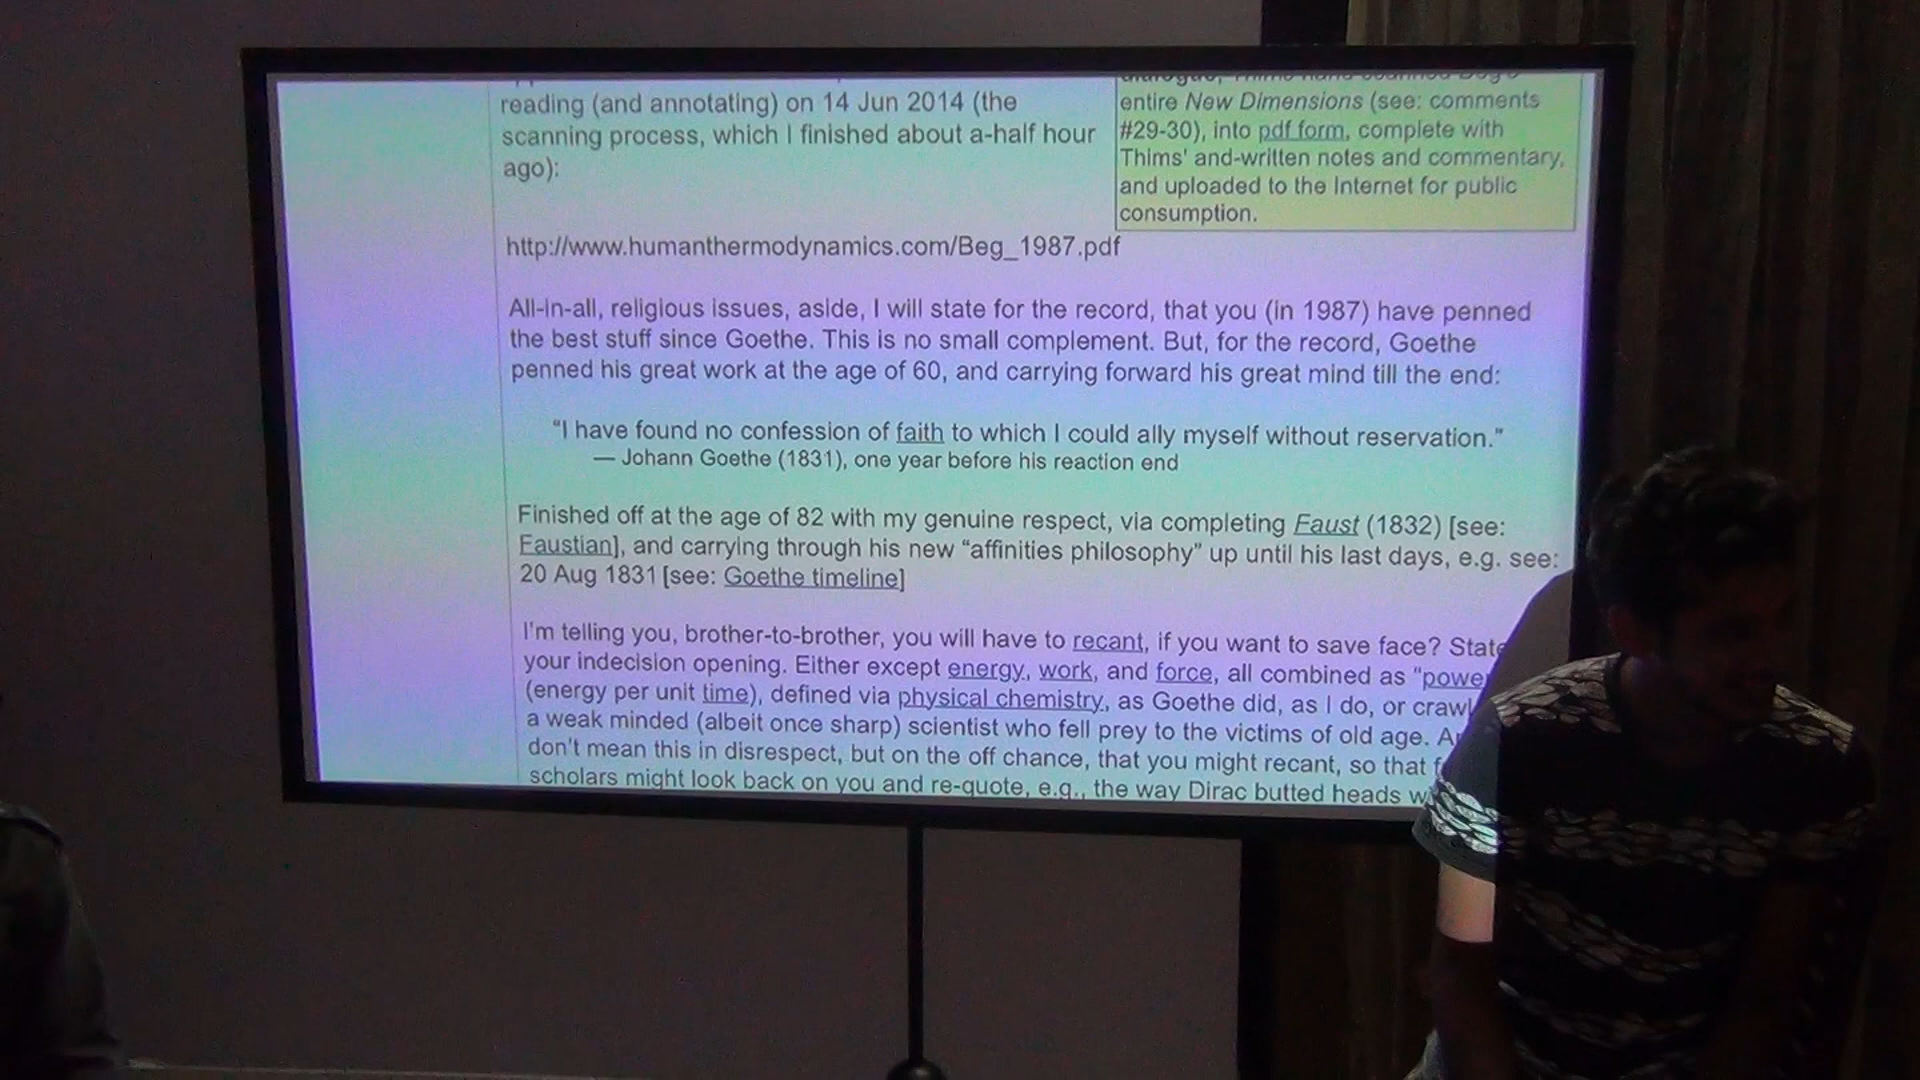 reading (and annotating) on 14 Jun 2014 (the
scanning process, which I finished about a-half hour
ago):
entire New Dimensions (see: comments
#29-30), into pdf form, complete with
Thims' and-written notes and commentary,
and uploaded to the Internet for public
consumption.
http://www.humanthermodynamics.com/Beg_1987.pdf
All-in-all, religious issues, aside, I will state for the record, that you (in 1987) have penned
the best stuff since Goethe. This is no small complement. But, for the record, Goethe
penned his great work at the age of 60, and carrying forward his great mind till the end:
“I have found no confession of faith to which I could ally myself without reservation.”
— Johann Goethe (1831), one year before his reaction end
Finished off at the age of 82 with my genuine respect, via completing Faust (1832) [see:
Faustian], and carrying through his new “affinities philosophy” up until his last days, e.g. see:
20 Aug 1831 [see: Goethe timeline]
I'm telling you, brother-to-brother, you will have to recant, if you want to save face? State
your indecision opening. Either except energy, work, and force, all combined as “power
(energy per unit time), defined via physical chemistry, as Goethe did, as I do, or crawl
a weak minded (albeit once sharp) scientist who fell prey to the victims of old age.
don't mean this in disrespect, but on the off chance, that you might recant, so that
scholars might look back on you and re-quote, e.g., the way Dirac butted heads